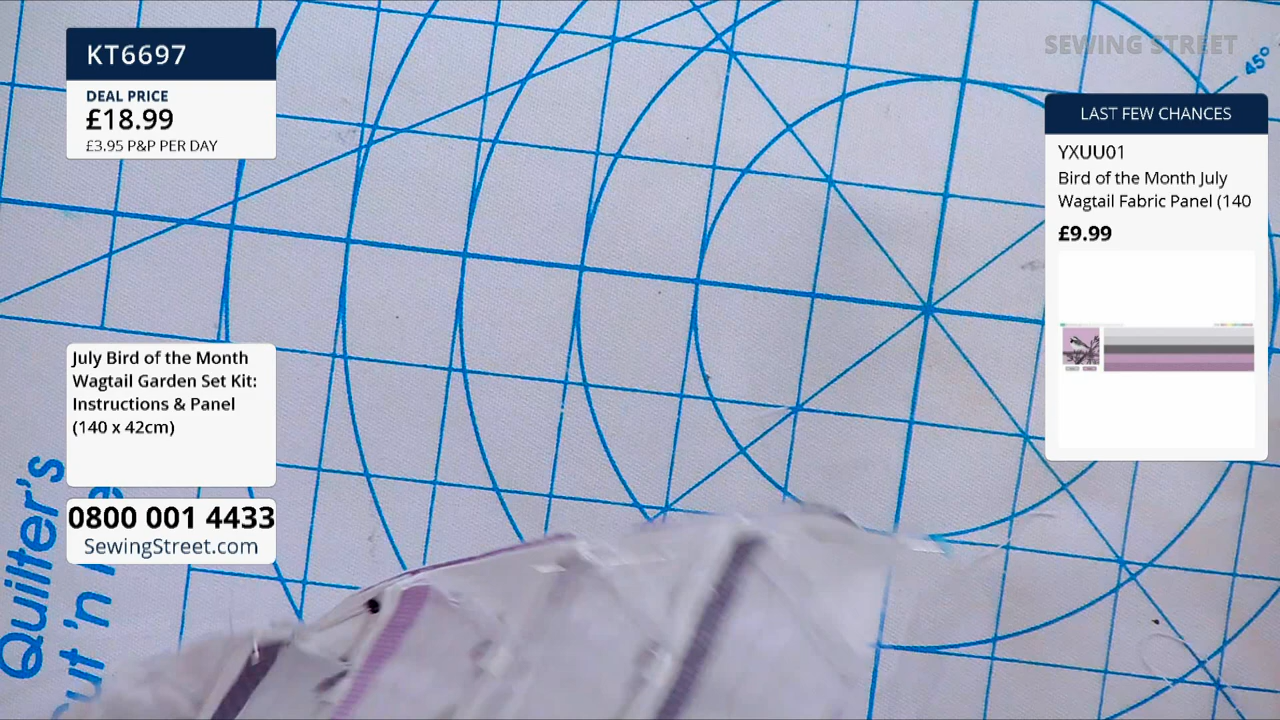 KT6697
DEAL PRICE
£18.99
£3.95 P&P PER DAY
July Bird of the Month
Wagtail Garden Set Kit:
Instructions & Panel
(140 x 42cm)
0800 001 4433
SewingStreet.com
SEWING STREET
45°
LAST FEW CHANCES
YXUU01
Bird of the Month July
Wagtail Fabric Panel (140
£9.99
Quilter's